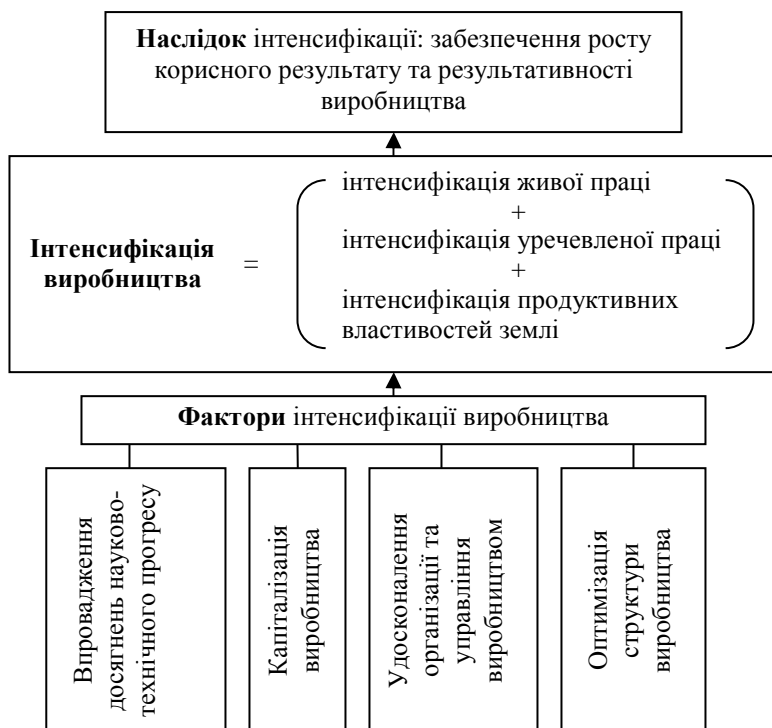 Наслідок інтенсифікації: забезпечення росту
корисного результату та результативності
виробництва
Інтенсифікація
виробництва
=
інтенсифікація живої праці
+
інтенсифікація уречевленої праці
+
інтенсифікація продуктивних
властивостей землі
Фактори інтенсифікації виробництва
Впровадження
досягнень науково-
технічного прогресу
Капіталізація
виробництва
Удосконалення
організації та
управління
виробництвом
Оптимізація
структури
виробництва